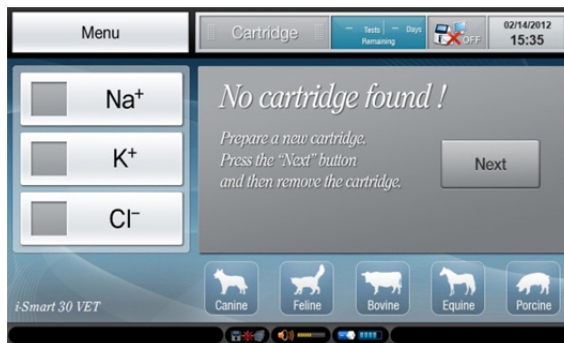 Menu
Cartridge
– Tests – Days
Remaining
OFF
02/14/2012
15:35
Na⁺
K⁺
Cl⁻
No cartridge found !
Prepare a new cartridge.
Press the "Next" button
and then remove the cartridge.
Next
i-Smart 30 VET
Canine
Feline
Bovine
Equine
Porcine